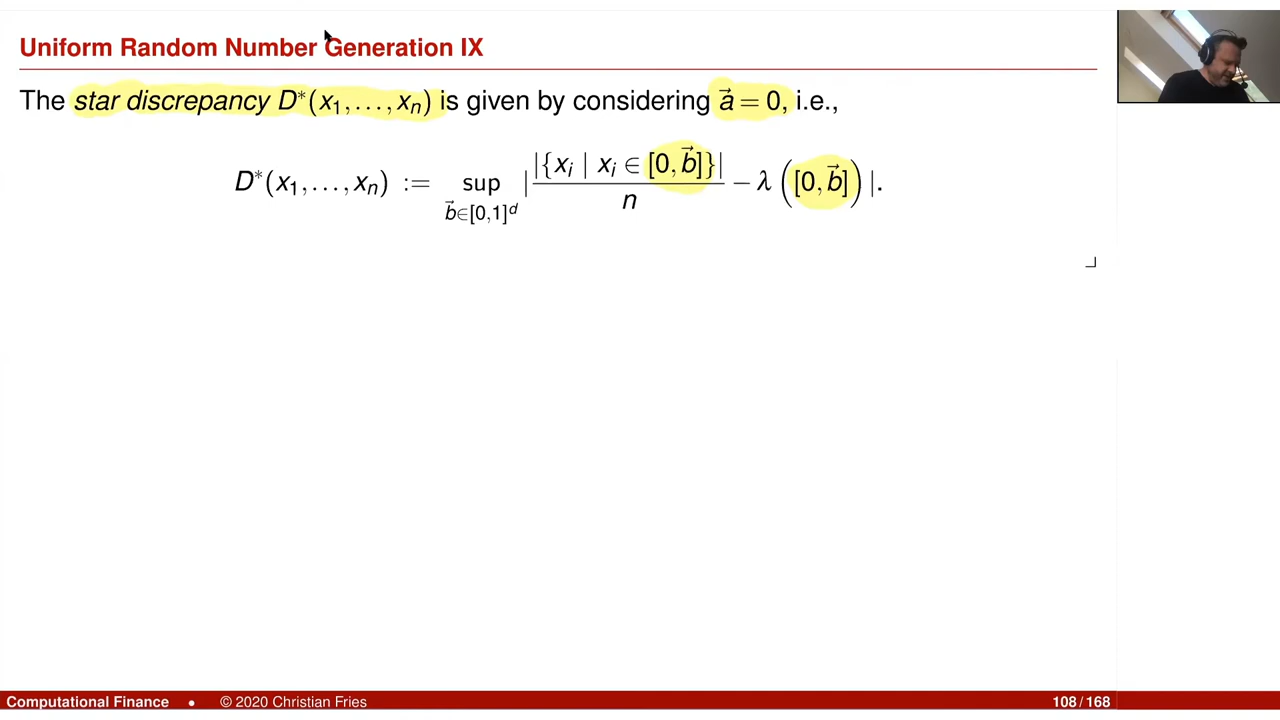 Uniform Random Number Generation IX
The star discrepancy D*(x₁,…,xₙ) is given by considering a⃗ = 0, i.e.,
D*(x₁,…,xₙ) := sup_{b⃗∈[0,1]^d} | |{xᵢ | xᵢ ∈ [0,b⃗]}| / n − λ([0,b⃗]) |.
Computational Finance • © 2020 Christian Fries 108 / 168